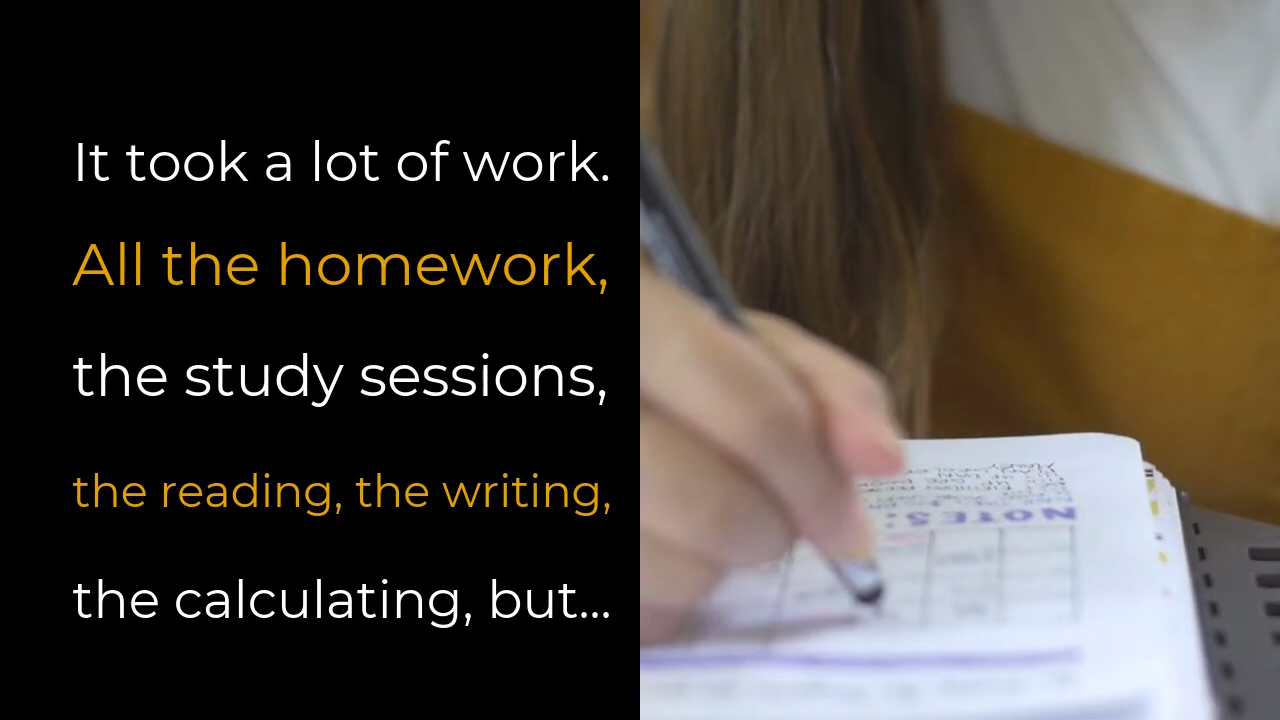 It took a lot of work.
All the homework,
the study sessions,
the reading, the writing,
the calculating, but...
NOTES: